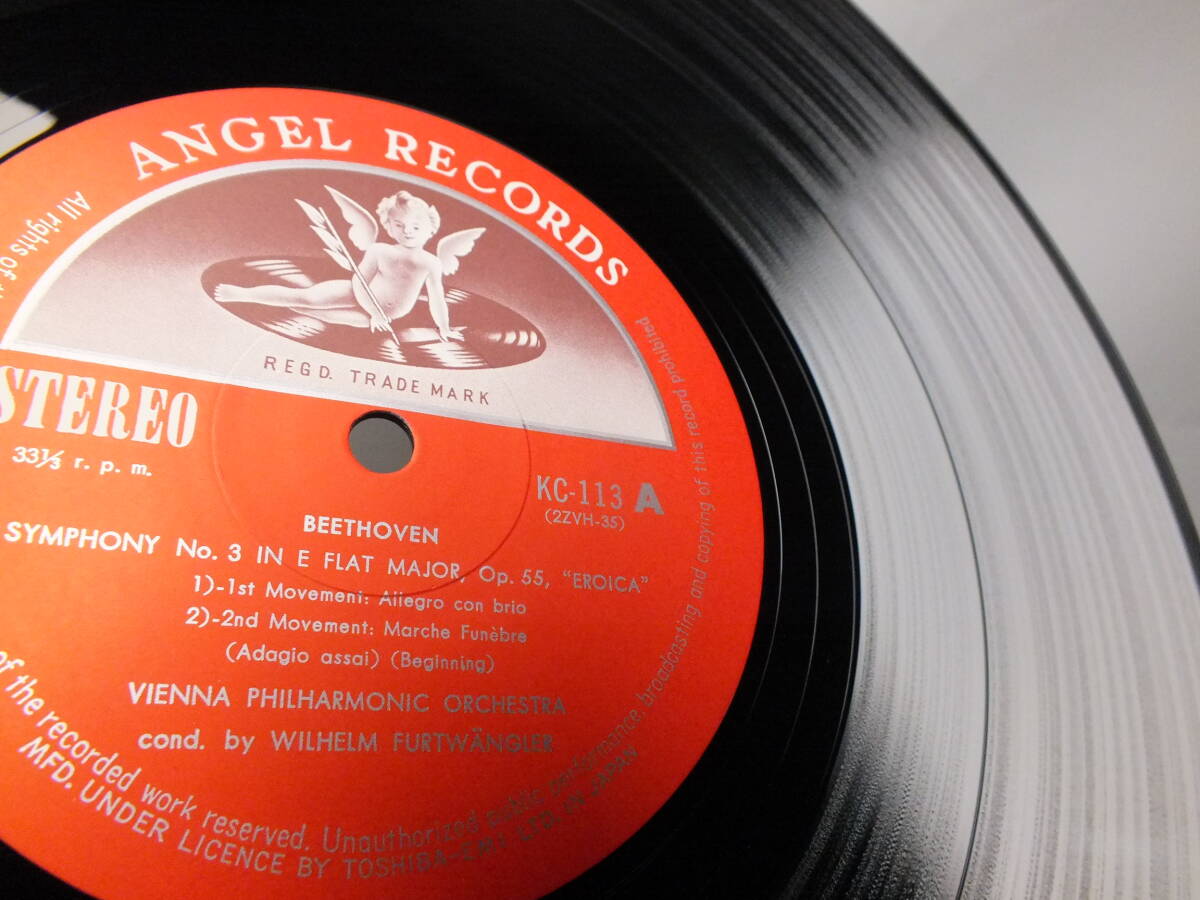 ANGEL RECORDS
REGD. TRADE MARK
STEREO
33⅓ r. p. m.
KC-113 A
(2ZVH-35)
BEETHOVEN
SYMPHONY No. 3 IN E FLAT MAJOR, Op. 55, "EROICA"
1)-1st Movement: Allegro con brio
2)-2nd Movement: Marche Funèbre
(Adagio assai) (Beginning)
VIENNA PHILHARMONIC ORCHESTRA
cond. by WILHELM FURTWÄNGLER
All rights of
of the recorded work reserved. Unauthorized public performance, broadcasting and copying of this record prohibited
MFD. UNDER LICENCE BY TOSHIBA-EMI LTD. IN JAPAN